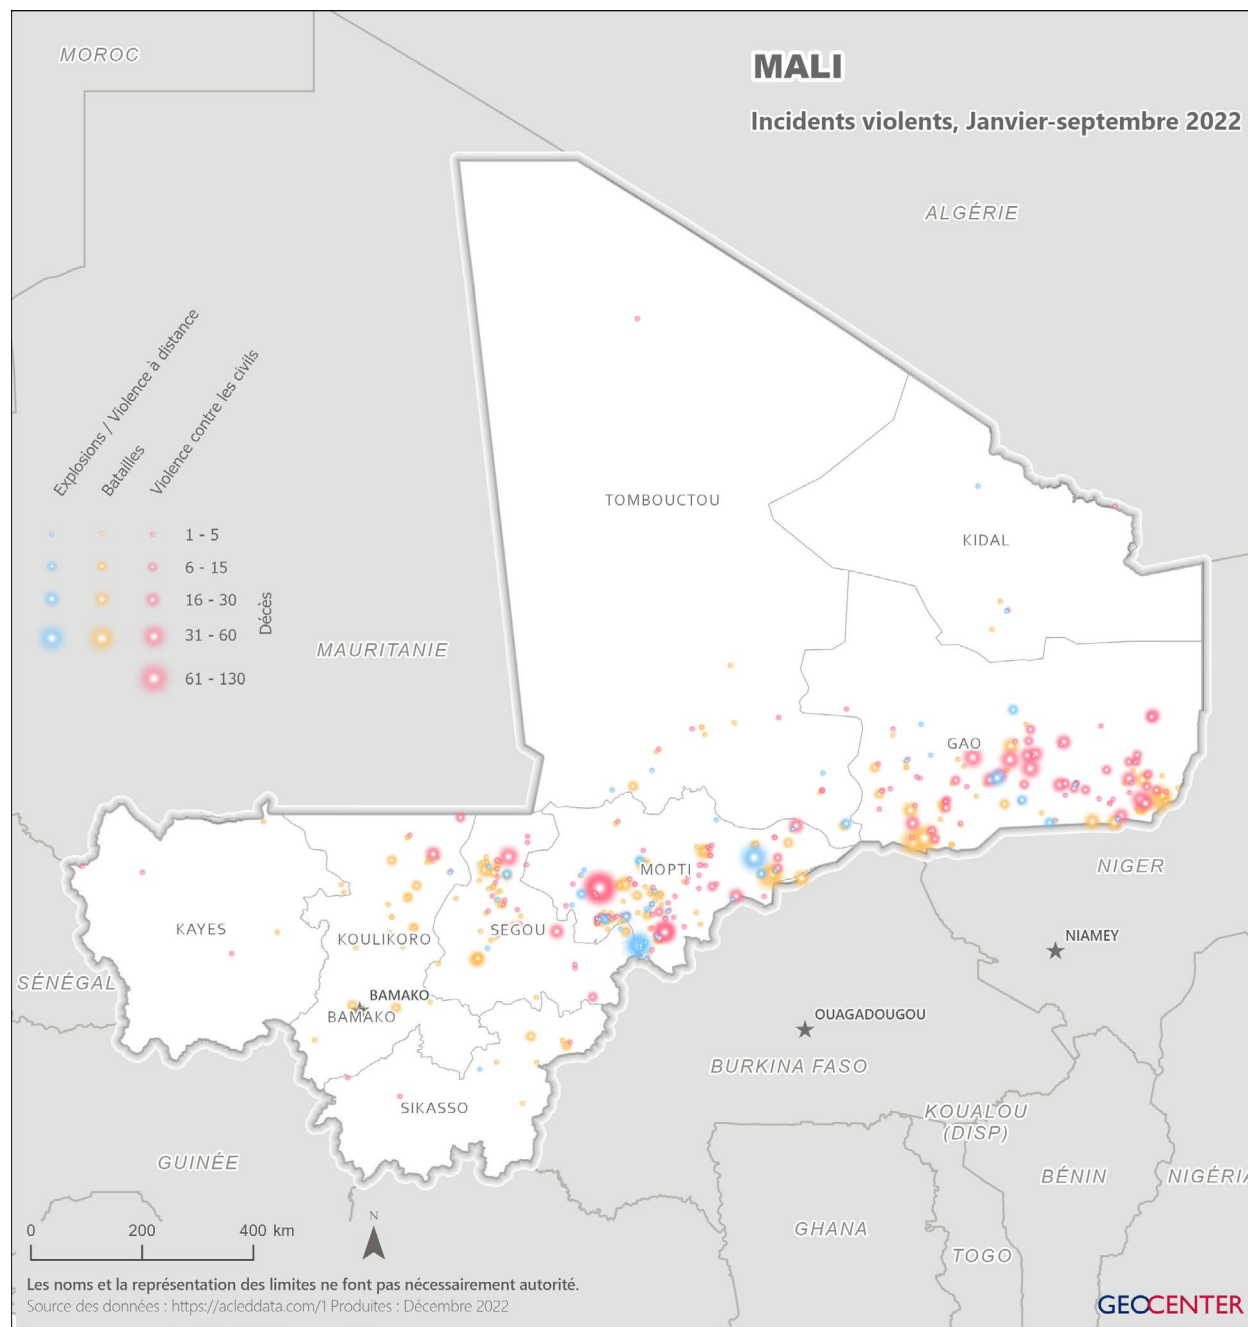 MOROC
MALI
Incidents violents, Janvier-septembre 2022
ALGÉRIE
Explosions / Violence à distance
Batailles
Violence contre les civils
1 - 5
6 - 15
16 - 30
31 - 60
61 - 130
Décès
TOMBOUCTOU
KIDAL
MAURITANIE
GAO
NIGER
MOPTI
KAYES
KOULIKORO
SEGOU
NIAMEY
SÉNÉGAL
BAMAKO
BAMAKO
OUAGADOUGOU
BURKINA FASO
SIKASSO
KOUALOU
(DISP)
GUINÉE
BÉNIN
NIGÉRIA
GHANA
TOGO
N
0 200 400 km
Les noms et la représentation des limites ne font pas nécessairement autorité.
Source des données : https://acleddata.com/1 Produites : Décembre 2022
GEOCENTER